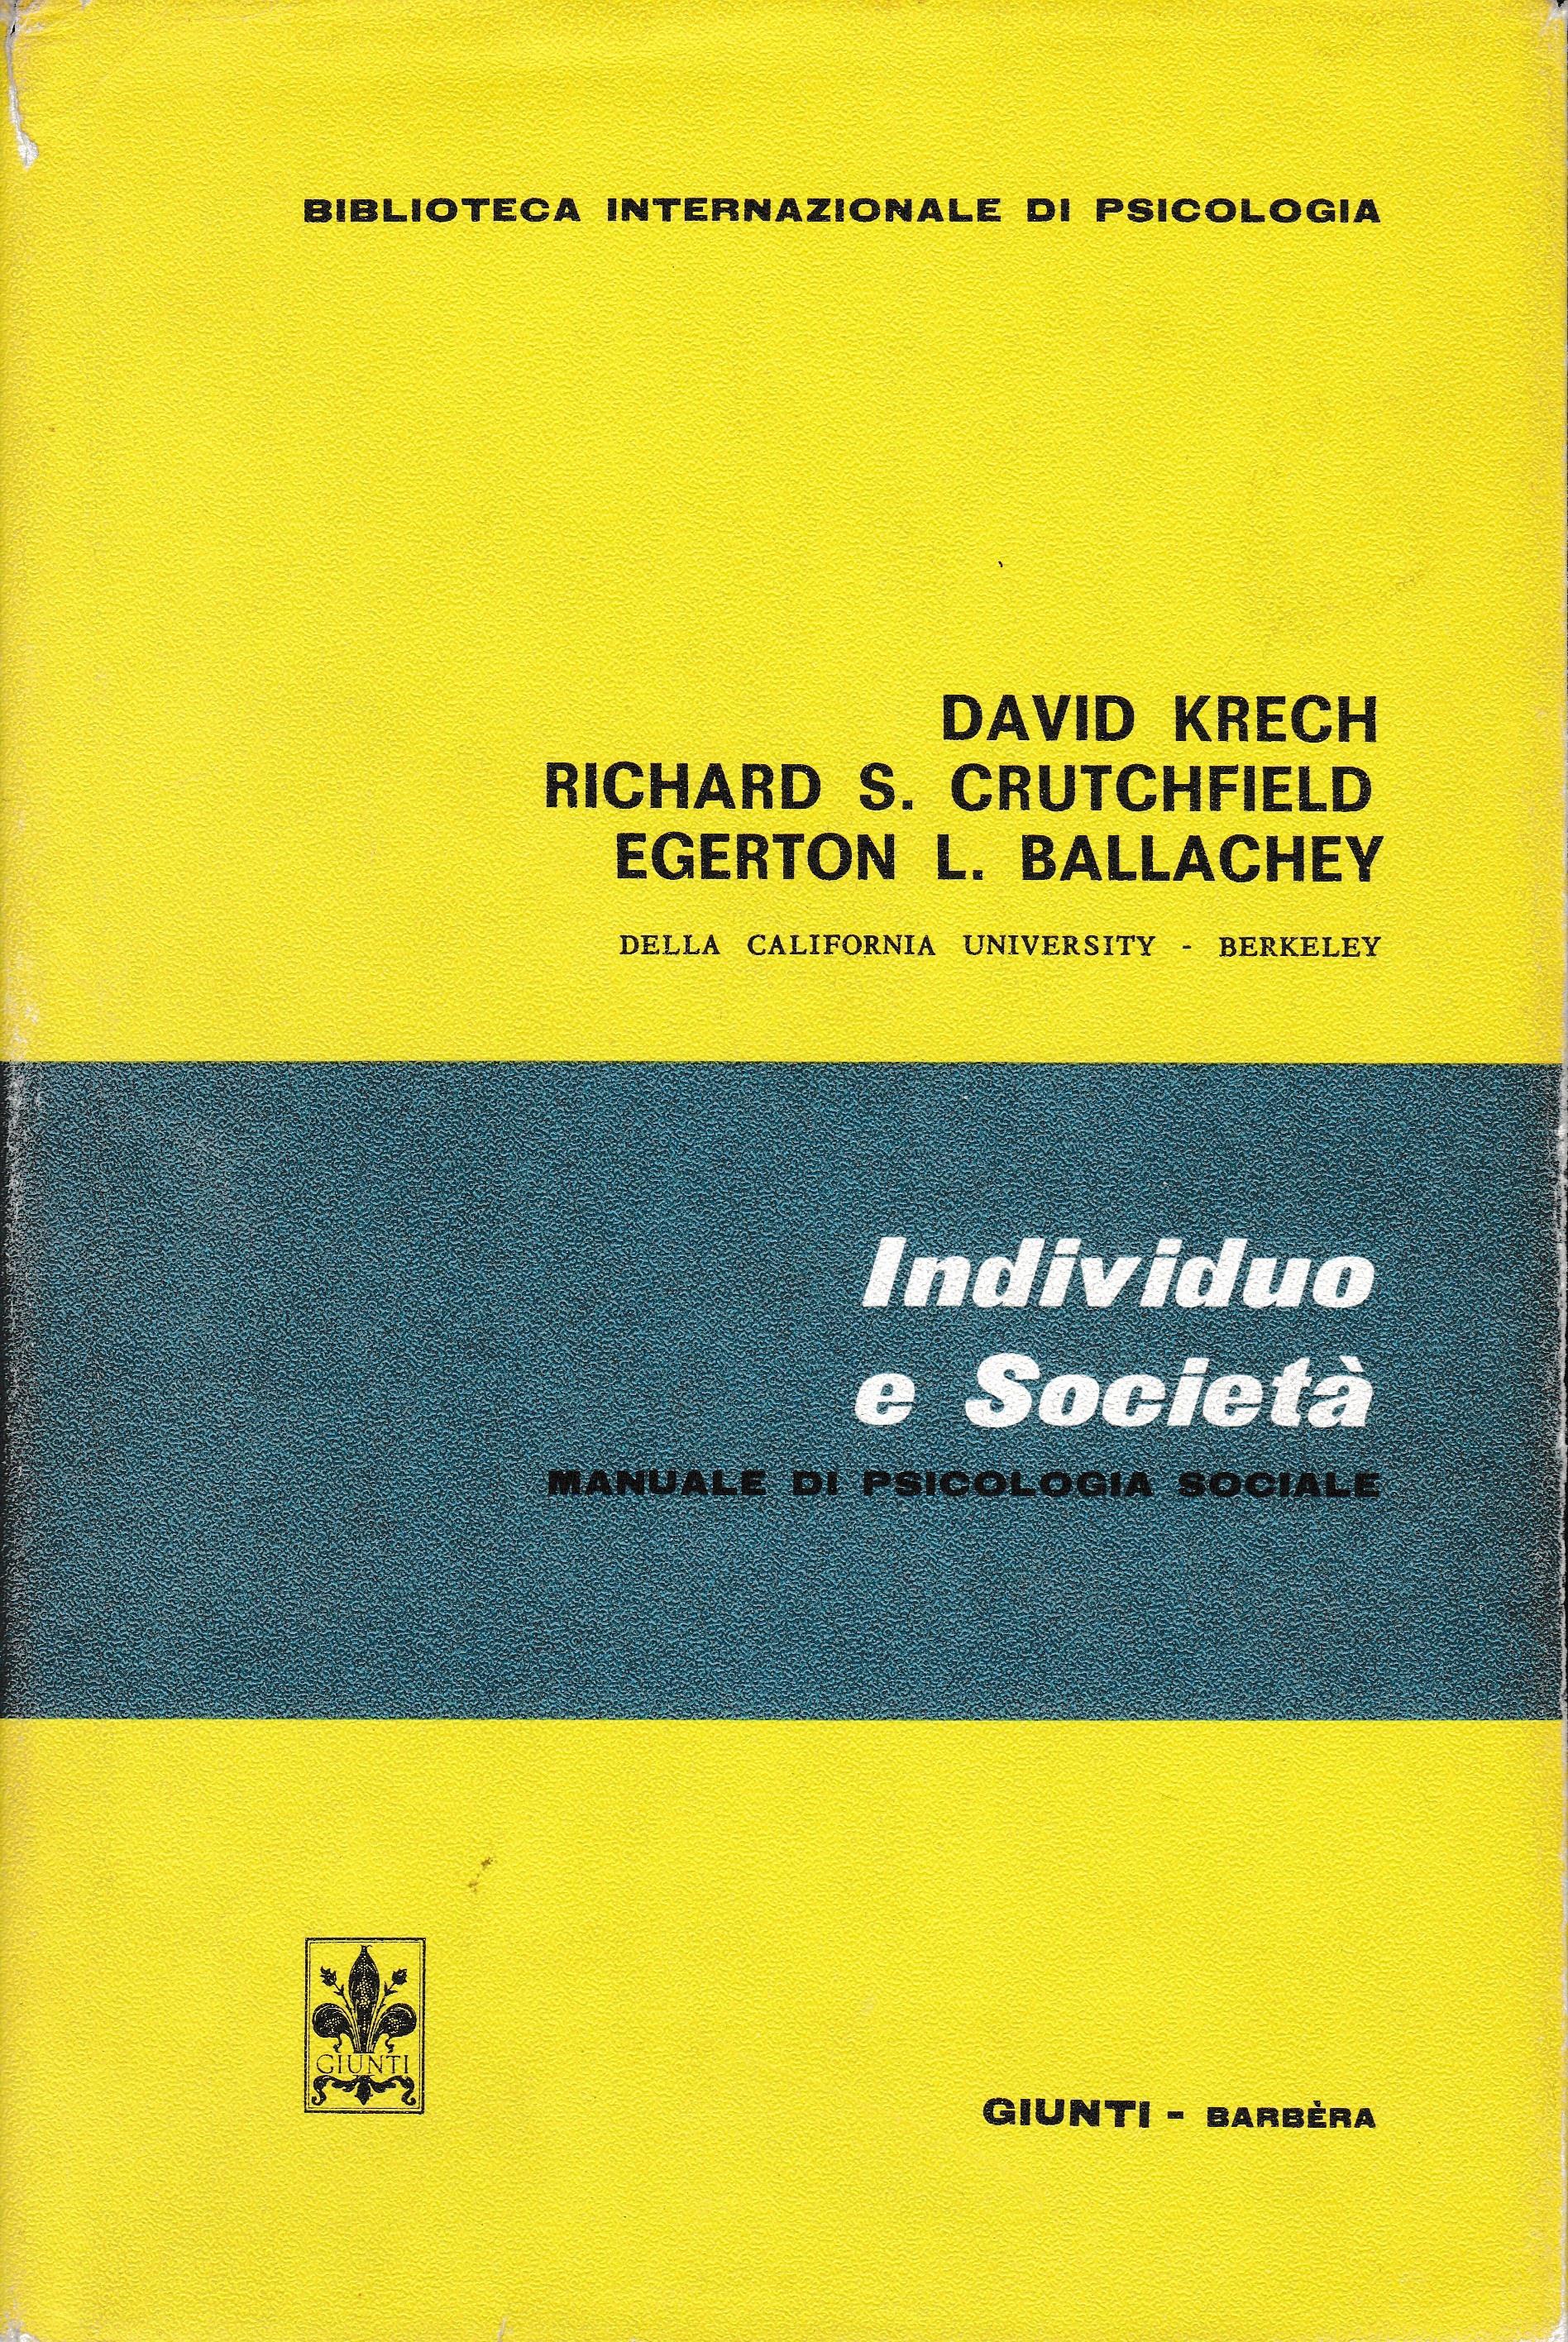 BIBLIOTECA INTERNAZIONALE DI PSICOLOGIA
DAVID KRECH
RICHARD S. CRUTCHFIELD
EGERTON L. BALLACHEY
DELLA CALIFORNIA UNIVERSITY - BERKELEY
Individuo
e Società
MANUALE DI PSICOLOGIA SOCIALE
GIUNTI
GIUNTI - BARBÈRA